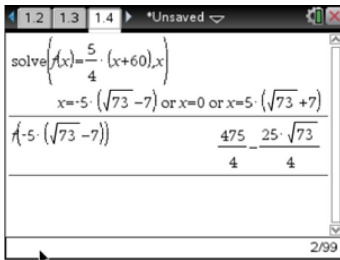 1.2 1.3 1.4 *Unsaved
solve(f(x)=5/4·(x+60),x)
x=-5·(√73-7) or x=0 or x=5·(√73+7)
f(-5·(√73-7)) 475/4-25·√73/4
2/99